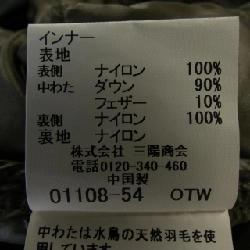 インナー
表地
表側 ナイロン 100%
中わた ダウン 90%
フェザー 10%
裏側 ナイロン 100%
裏地 ナイロン
株式会社 三陽商会
電話0120-340-460
中国製
01108-54 OTW
中わたは水鳥の天然羽毛を使
用しています